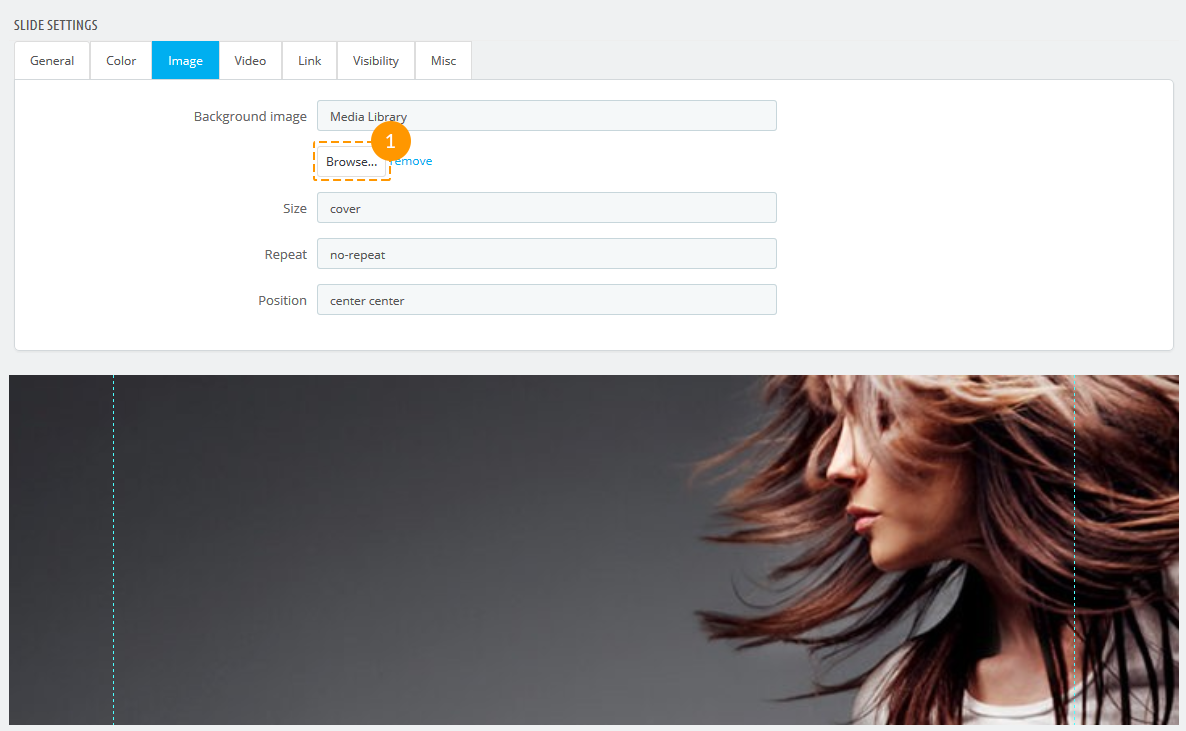 SLIDE SETTINGS
General Color Image Video Link Visibility Misc
Background image Media Library
1
Browse... emove
Size cover
Repeat no-repeat
Position center center